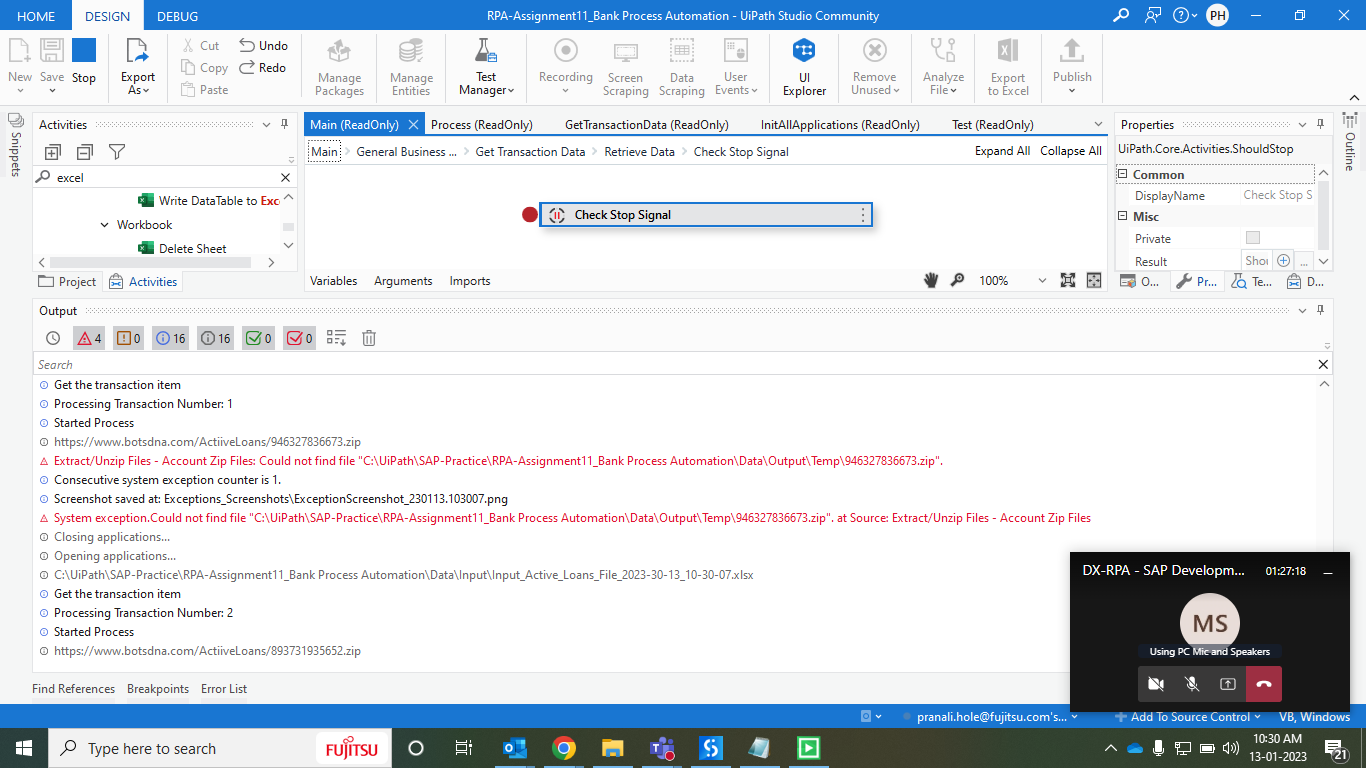 HOME DESIGN DEBUG RPA-Assignment11_Bank Process Automation - UiPath Studio Community PH
New Save Stop Export As Cut Copy Paste Undo Redo Manage Packages Manage Entities Test Manager Recording Screen Scraping Data Scraping User Events UI Explorer Remove Unused Analyze File Export to Excel Publish
Snippets
Activities
excel
Write DataTable to Exc
Workbook
Delete Sheet
Project Activities
Main (ReadOnly) Process (ReadOnly) GetTransactionData (ReadOnly) InitAllApplications (ReadOnly) Test (ReadOnly)
Main General Business ... Get Transaction Data Retrieve Data Check Stop Signal Expand All Collapse All
Check Stop Signal
Variables Arguments Imports 100%
Properties
UiPath.Core.Activities.ShouldStop
Common
DisplayName Check Stop S
Misc
Private
Result Shou ...
O... Pr... Te... D...
Outline
Output
4 0 16 16 0 0
Search
Get the transaction item
Processing Transaction Number: 1
Started Process
https://www.botsdna.com/ActiiveLoans/946327836673.zip
Extract/Unzip Files - Account Zip Files: Could not find file "C:\UiPath\SAP-Practice\RPA-Assignment11_Bank Process Automation\Data\Output\Temp\946327836673.zip".
Consecutive system exception counter is 1.
Screenshot saved at: Exceptions_Screenshots\ExceptionScreenshot_230113.103007.png
System exception.Could not find file "C:\UiPath\SAP-Practice\RPA-Assignment11_Bank Process Automation\Data\Output\Temp\946327836673.zip". at Source: Extract/Unzip Files - Account Zip Files
Closing applications...
Opening applications...
C:\UiPath\SAP-Practice\RPA-Assignment11_Bank Process Automation\Data\Input\Input_Active_Loans_File_2023-30-13_10-30-07.xlsx
Get the transaction item
Processing Transaction Number: 2
Started Process
https://www.botsdna.com/ActiiveLoans/893731935652.zip
DX-RPA - SAP Developm... 01:27:18
MS
Using PC Mic and Speakers
Find References Breakpoints Error List
pranali.hole@fujitsu.com's... Add To Source Control VB, Windows
Type here to search FUJITSU
10:30 AM
13-01-2023
21